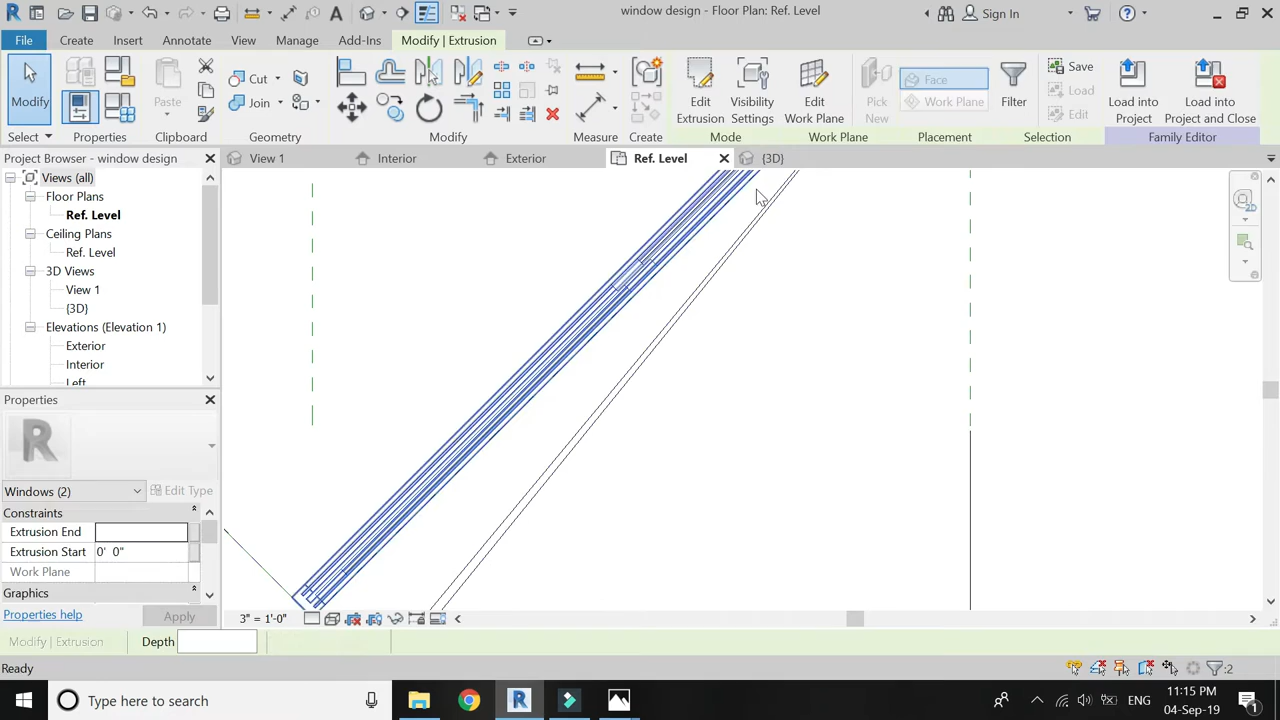 window design - Floor Plan: Ref. Level
Sign In
File
Create
Insert
Annotate
View
Manage
Add-Ins
Modify | Extrusion
Modify
Paste
Cut
Join
Edit Extrusion
Visibility Settings
Edit Work Plane
Pick New
Face
Work Plane
Filter
Save
Load
Edit
Load into Project
Load into Project and Close
Select
Properties
Clipboard
Geometry
Modify
Measure
Create
Mode
Work Plane
Placement
Selection
Family Editor
Project Browser - window design
View 1
Interior
Exterior
Ref. Level
{3D}
Views (all)
Floor Plans
Ref. Level
Ceiling Plans
Ref. Level
3D Views
View 1
{3D}
Elevations (Elevation 1)
Exterior
Interior
Left
Properties
R
Windows (2)
Edit Type
Constraints
Extrusion End
Extrusion Start
0' 0"
Work Plane
Graphics
Properties help
Apply
3" = 1'-0"
Modify | Extrusion
Depth
Ready
:2
Type here to search
ENG
11:15 PM
04-Sep-19